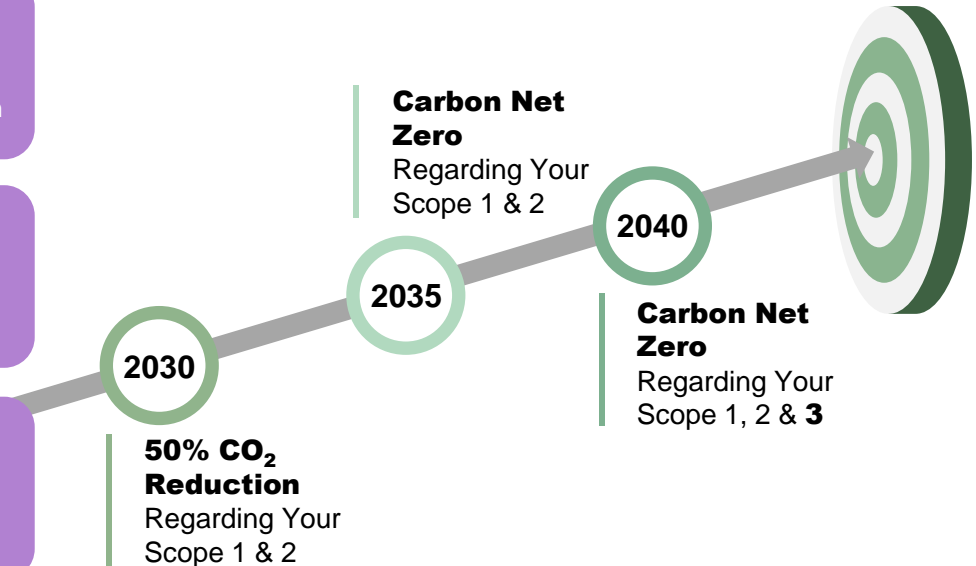 Carbon Net
Zero
Regarding Your
Scope 1 & 2
2040
2035
Carbon Net
Zero
Regarding Your
Scope 1, 2 & 3
2030
50% CO₂
Reduction
Regarding Your
Scope 1 & 2